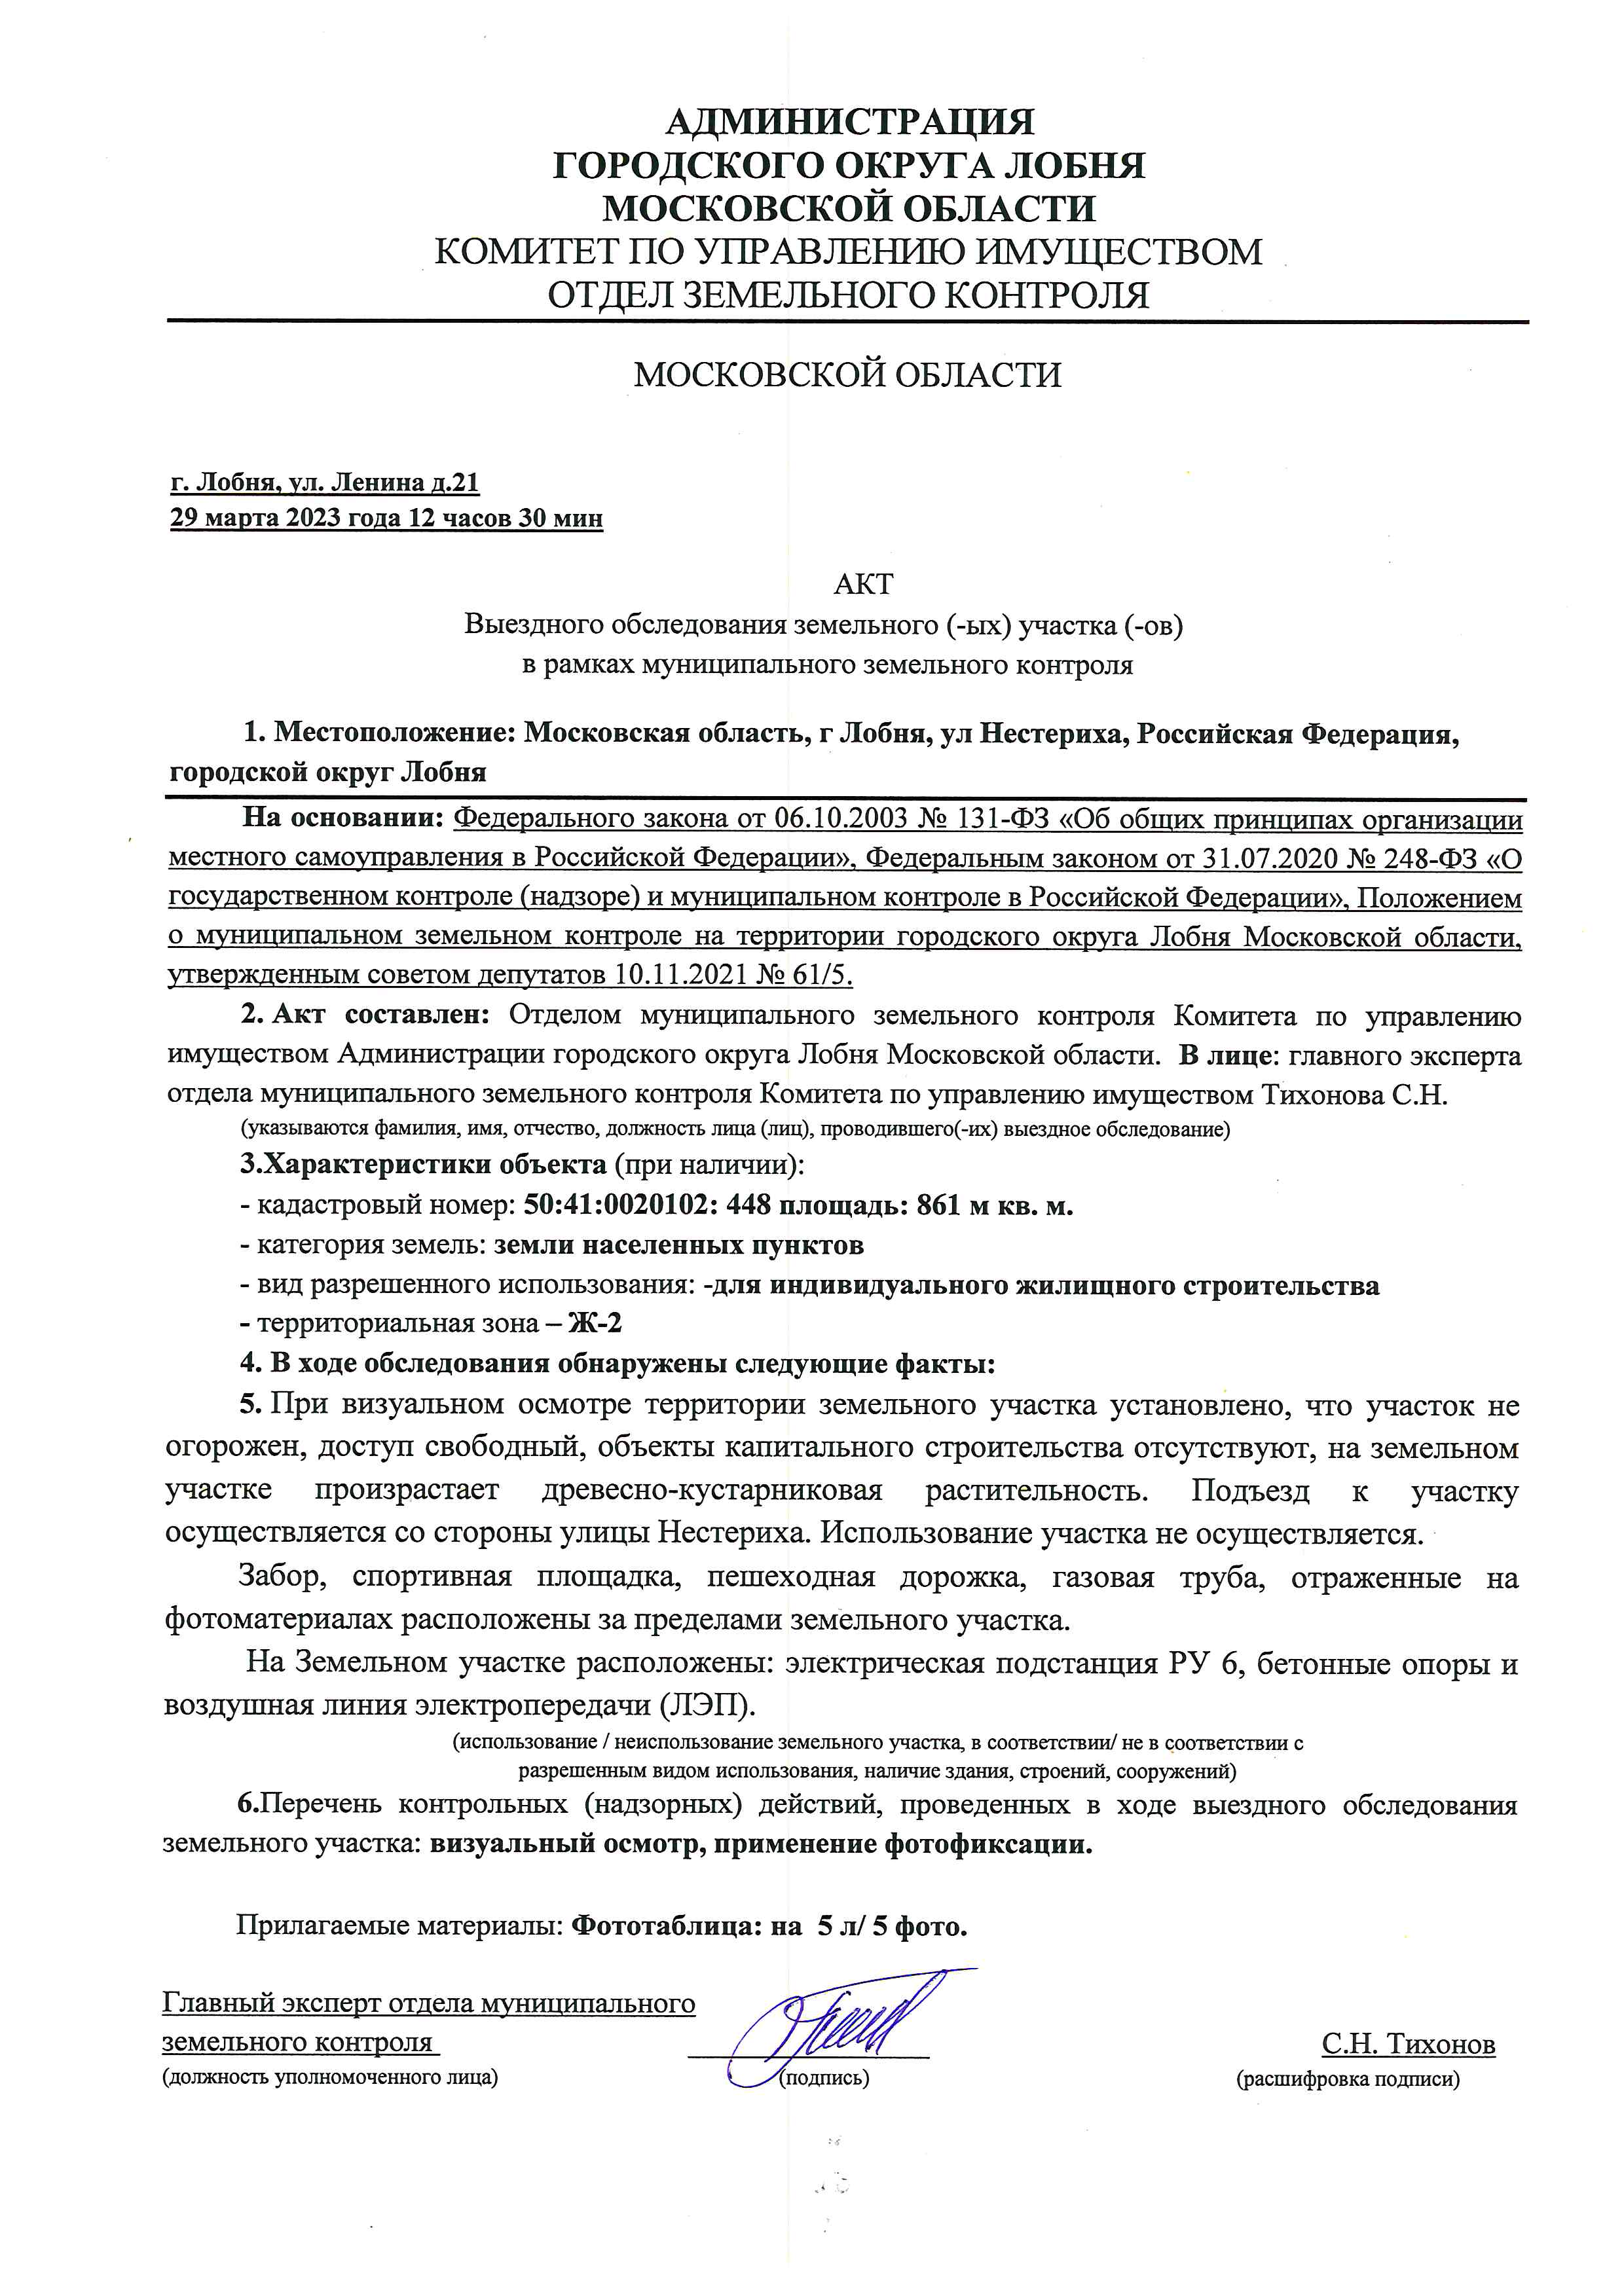 АДМИНИСТРАЦИЯ
ГОРОДСКОГО ОКРУГА ЛОБНЯ
МОСКОВСКОЙ ОБЛАСТИ
КОМИТЕТ ПО УПРАВЛЕНИЮ ИМУЩЕСТВОМ
ОТДЕЛ ЗЕМЕЛЬНОГО КОНТРОЛЯ
МОСКОВСКОЙ ОБЛАСТИ
г. Лобня, ул. Ленина д.21
29 марта 2023 года 12 часов 30 мин
АКТ
Выездного обследования земельного (-ых) участка (-ов)
в рамках муниципального земельного контроля
1. Местоположение: Московская область, г Лобня, ул Нестериха, Российская Федерация,
городской округ Лобня
На основании: Федерального закона от 06.10.2003 № 131-ФЗ «Об общих принципах организации
местного самоуправления в Российской Федерации», Федеральным законом от 31.07.2020 № 248-ФЗ «О
государственном контроле (надзоре) и муниципальном контроле в Российской Федерации», Положением
о муниципальном земельном контроле на территории городского округа Лобня Московской области,
утвержденным советом депутатов 10.11.2021 № 61/5.
2. Акт составлен: Отделом муниципального земельного контроля Комитета по управлению
имуществом Администрации городского округа Лобня Московской области. В лице: главного эксперта
отдела муниципального земельного контроля Комитета по управлению имуществом Тихонова С.Н.
(указываются фамилия, имя, отчество, должность лица (лиц), проводившего(-их) выездное обследование)
3.Характеристики объекта (при наличии):
- кадастровый номер: 50:41:0020102: 448 площадь: 861 м кв. м.
- категория земель: земли населенных пунктов
- вид разрешенного использования: -для индивидуального жилищного строительства
- территориальная зона – Ж-2
4. В ходе обследования обнаружены следующие факты:
5. При визуальном осмотре территории земельного участка установлено, что участок не
огорожен, доступ свободный, объекты капитального строительства отсутствуют, на земельном
участке произрастает древесно-кустарниковая растительность. Подъезд к участку
осуществляется со стороны улицы Нестериха. Использование участка не осуществляется.
Забор, спортивная площадка, пешеходная дорожка, газовая труба, отраженные на
фотоматериалах расположены за пределами земельного участка.
На Земельном участке расположены: электрическая подстанция РУ 6, бетонные опоры и
воздушная линия электропередачи (ЛЭП).
(использование / неиспользование земельного участка, в соответствии/ не в соответствии с
разрешенным видом использования, наличие здания, строений, сооружений)
6.Перечень контрольных (надзорных) действий, проведенных в ходе выездного обследования
земельного участка: визуальный осмотр, применение фотофиксации.
Прилагаемые материалы: Фототаблица: на 5 л/ 5 фото.
Главный эксперт отдела муниципального
земельного контроля С.Н. Тихонов
(должность уполномоченного лица) (подпись) (расшифровка подписи)